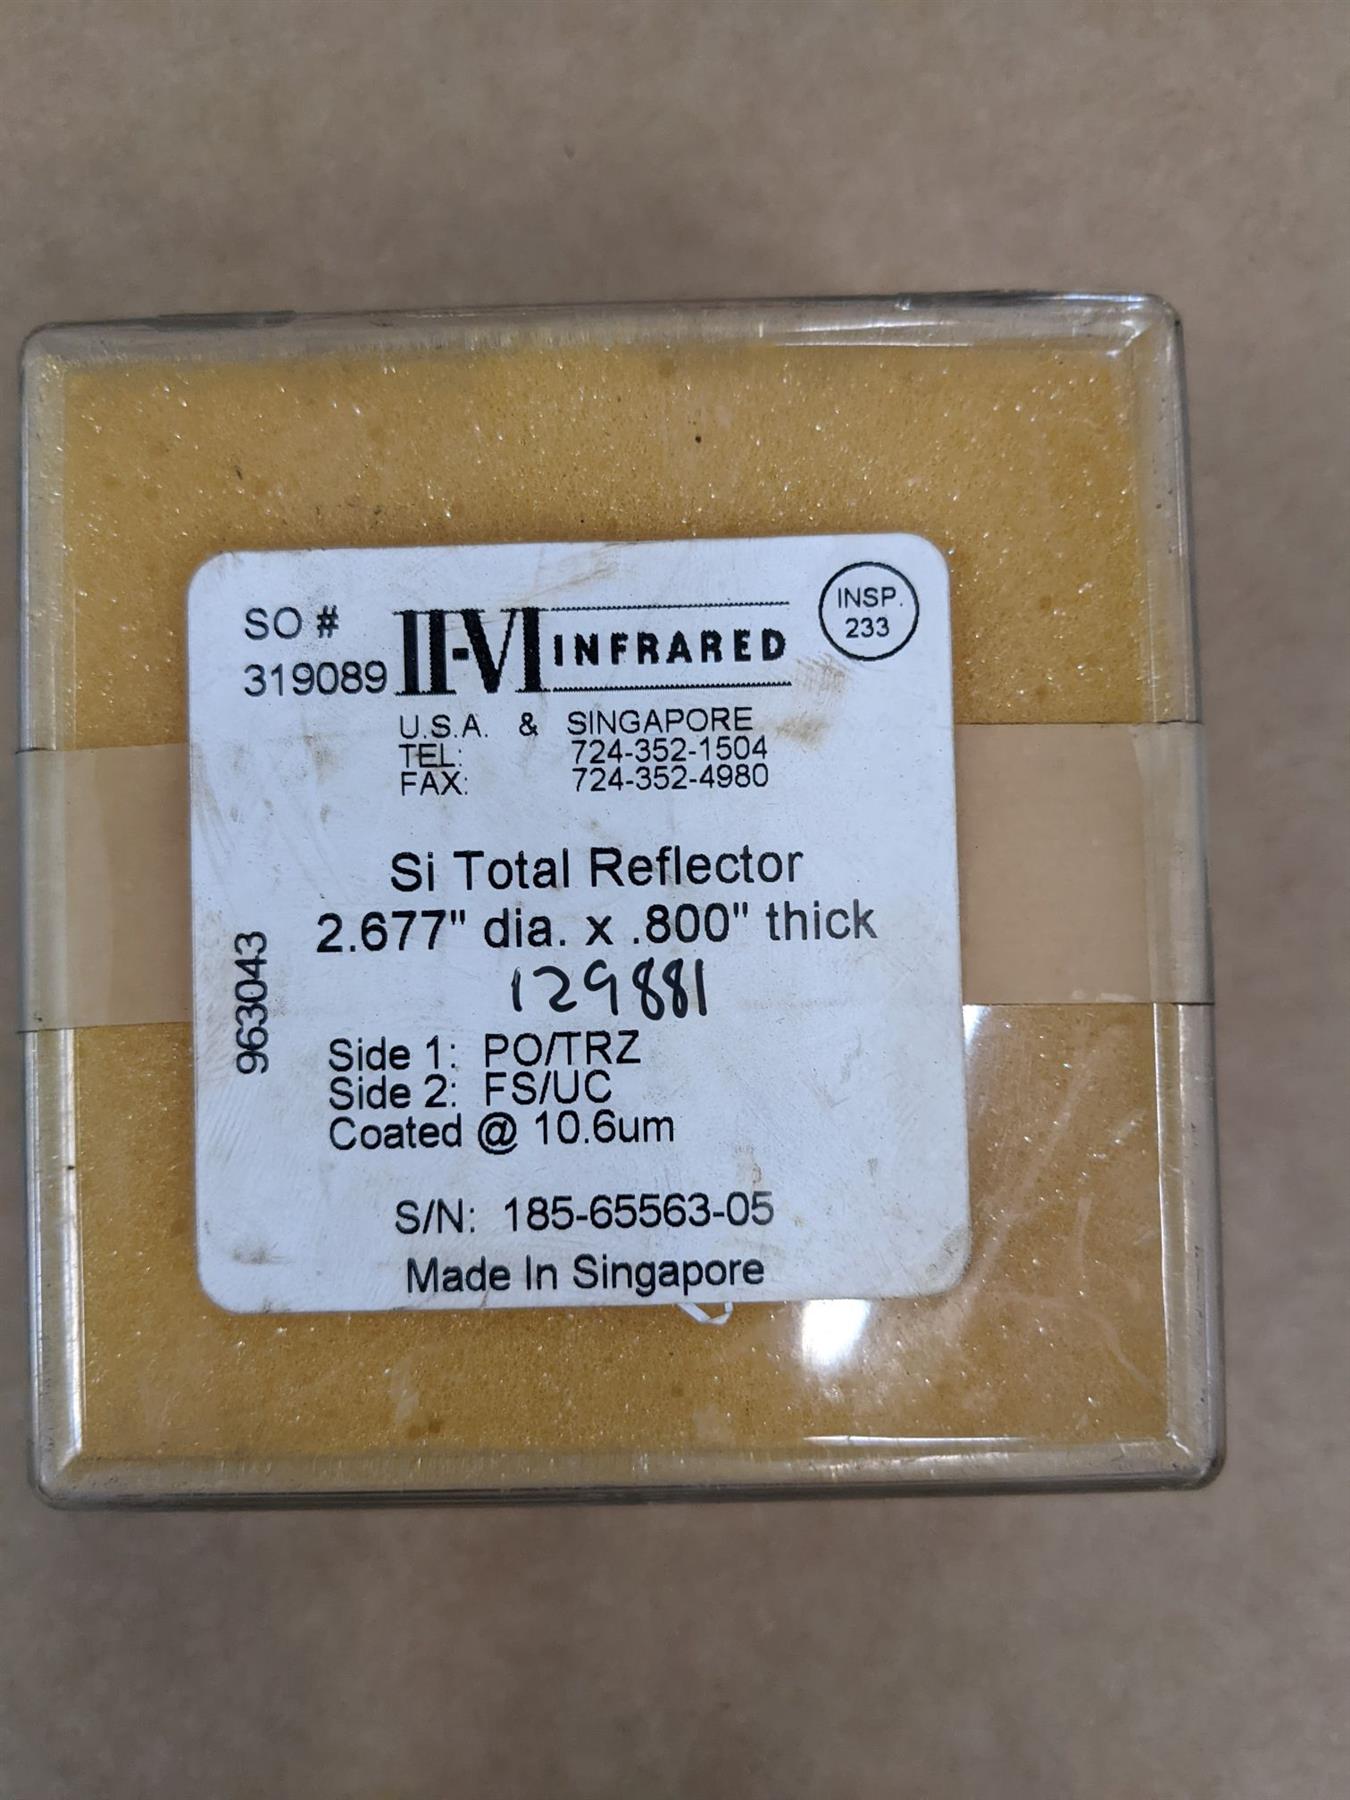 SO #
319089
II-VI INFRARED
INSP.
233
U.S.A. & SINGAPORE
TEL: 724-352-1504
FAX: 724-352-4980
Si Total Reflector
2.677" dia. x .800" thick
129881
963043
Side 1: PO/TRZ
Side 2: FS/UC
Coated @ 10.6um
S/N: 185-65563-05
Made In Singapore